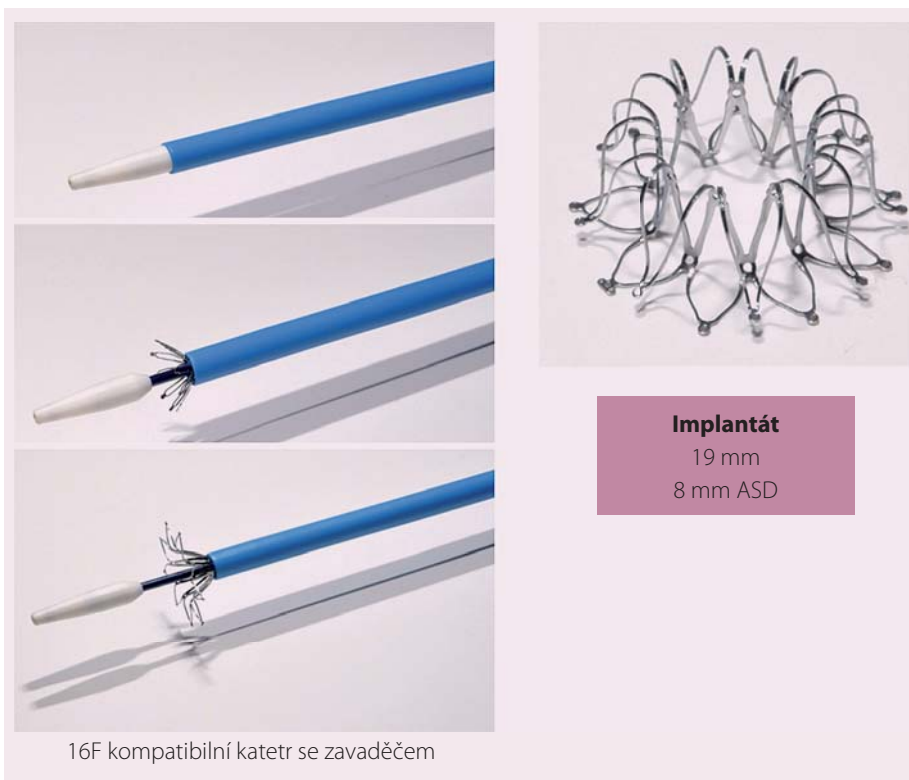 Implantát
19 mm
8 mm ASD
16F kompatibilní katetr se zavaděčem